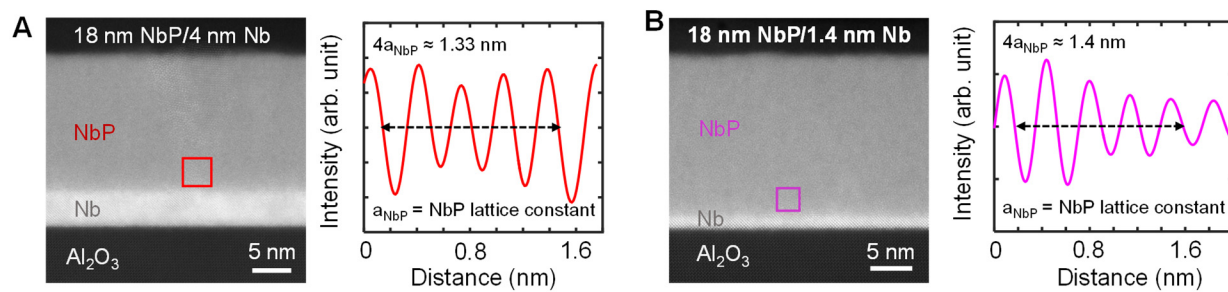 A
18 nm NbP/4 nm Nb
NbP
Nb
Al₂O₃
5 nm
Intensity (arb. unit)
4aNbP ≈ 1.33 nm
aNbP = NbP lattice constant
0 0.8 1.6
Distance (nm)
B
18 nm NbP/1.4 nm Nb
NbP
Nb
Al₂O₃
5 nm
Intensity (arb. unit)
4aNbP ≈ 1.4 nm
aNbP = NbP lattice constant
0 0.8 1.6
Distance (nm)